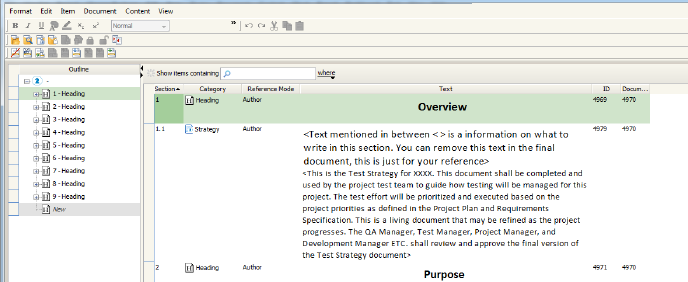 Format Edit Item Document Content View
B I U Normal »
Outline
Show items containing where
-
1 - Heading
2 - Heading
3 - Heading
4 - Heading
5 - Heading
6 - Heading
7 - Heading
8 - Heading
9 - Heading
New
Section Category Reference Mode Text ID Docum...
1 Heading Author Overview 4969 4970
1.1 Strategy Author <Text mentioned in between <> is a information on what to 4979 4970
write in this section. You can remove this text in the final
document, this is just for your reference>
<This is the Test Strategy for XXXX. This document shall be completed and
used by the project test team to guide how testing will be managed for this
project. The test effort will be prioritized and executed based on the
project priorities as defined in the Project Plan and Requirements
Specification. This is a living document that may be refined as the project
progresses. The QA Manager, Test Manager, Project Manager, and
Development Manager ETC. shall review and approve the final version of
the Test Strategy document>
2 Heading Author Purpose 4971 4970